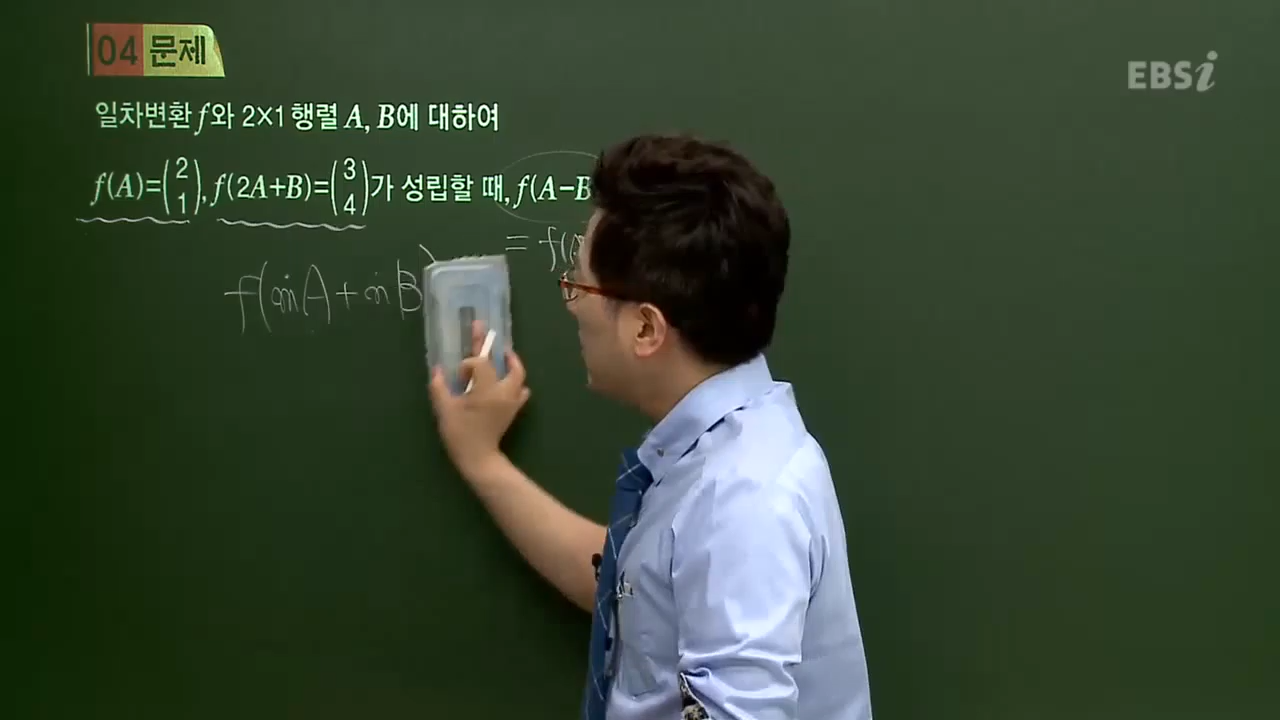 04 문제
EBSi
일차변환 f와 2×1 행렬 A, B에 대하여
f(A)=(2 1), f(2A+B)=(3 4)가 성립할 때, f(A-B
= f(
f(mA+nB)